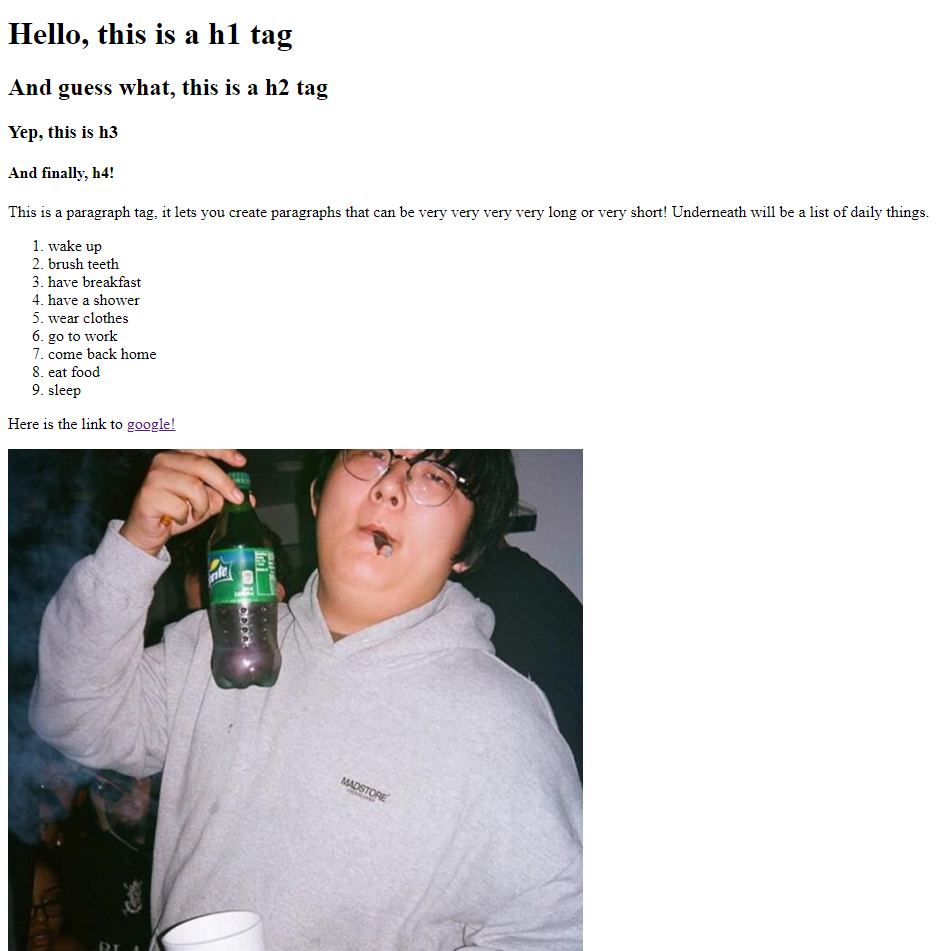 Hello, this is a h1 tag
And guess what, this is a h2 tag
Yep, this is h3
And finally, h4!
This is a paragraph tag, it lets you create paragraphs that can be very very very very long or very short! Underneath will be a list of daily things.
1. wake up
2. brush teeth
3. have breakfast
4. have a shower
5. wear clothes
6. go to work
7. come back home
8. eat food
9. sleep
Here is the link to google!
MADSTORE